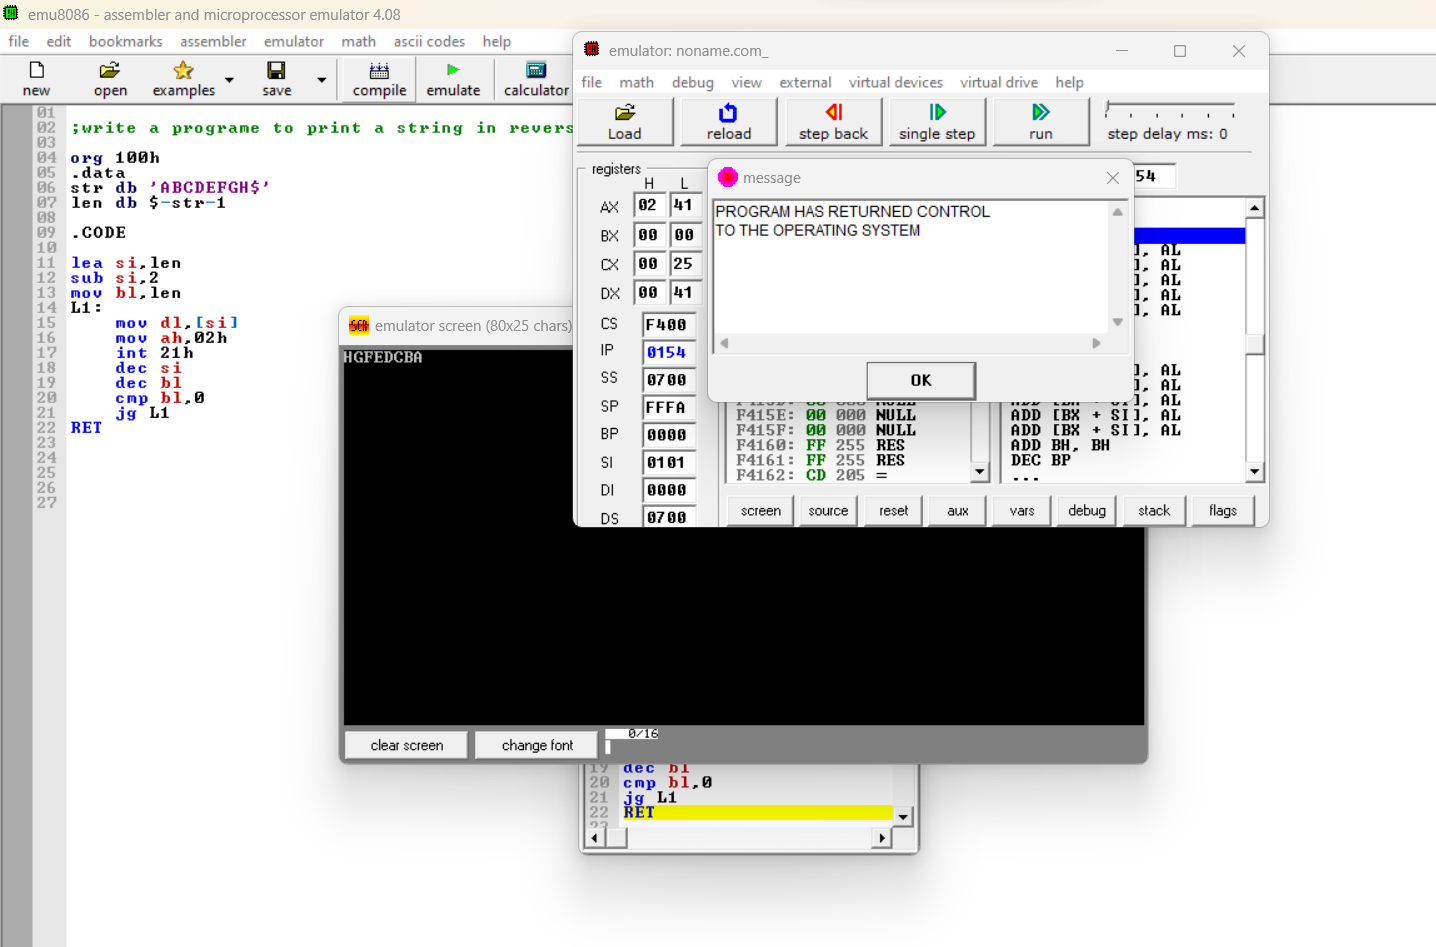 emu8086 - assembler and microprocessor emulator 4.08
file edit bookmarks assembler emulator math ascii codes help
new open examples save compile emulate calculator
01
02 ;write a programe to print a string in revers
03
04 org 100h
05 .data
06 str db 'ABCDEFGH$'
07 len db $-str-1
08
09 .CODE
10
11 lea si,len
12 sub si,2
13 mov bl,len
14 L1:
15 mov dl,[si]
16 mov ah,02h
17 int 21h
18 dec si
19 dec bl
20 cmp bl,0
21 jg L1
22 RET
23
24
25
26
27
emulator: noname.com_
file math debug view external virtual devices virtual drive help
Load reload step back single step run step delay ms: 0
registers
H L
AX 02 41
BX 00 00
CX 00 25
DX 00 41
CS F400
IP 0154
SS 0700
SP FFFA
BP 0000
SI 0101
DI 0000
DS 0700
54
message
PROGRAM HAS RETURNED CONTROL
TO THE OPERATING SYSTEM
OK
], AL
], AL
], AL
], AL
], AL
], AL
], AL
F415E: 00 000 NULL ADD [BX + SI], AL
F415F: 00 000 NULL ADD [BX + SI], AL
F4160: FF 255 RES ADD BH, BH
F4161: FF 255 RES DEC BP
F4162: CD 205 = ...
screen source reset aux vars debug stack flags
emulator screen (80x25 chars)
HGFEDCBA
clear screen change font 0/16
19 dec bl
20 cmp bl,0
21 jg L1
22 RET
23